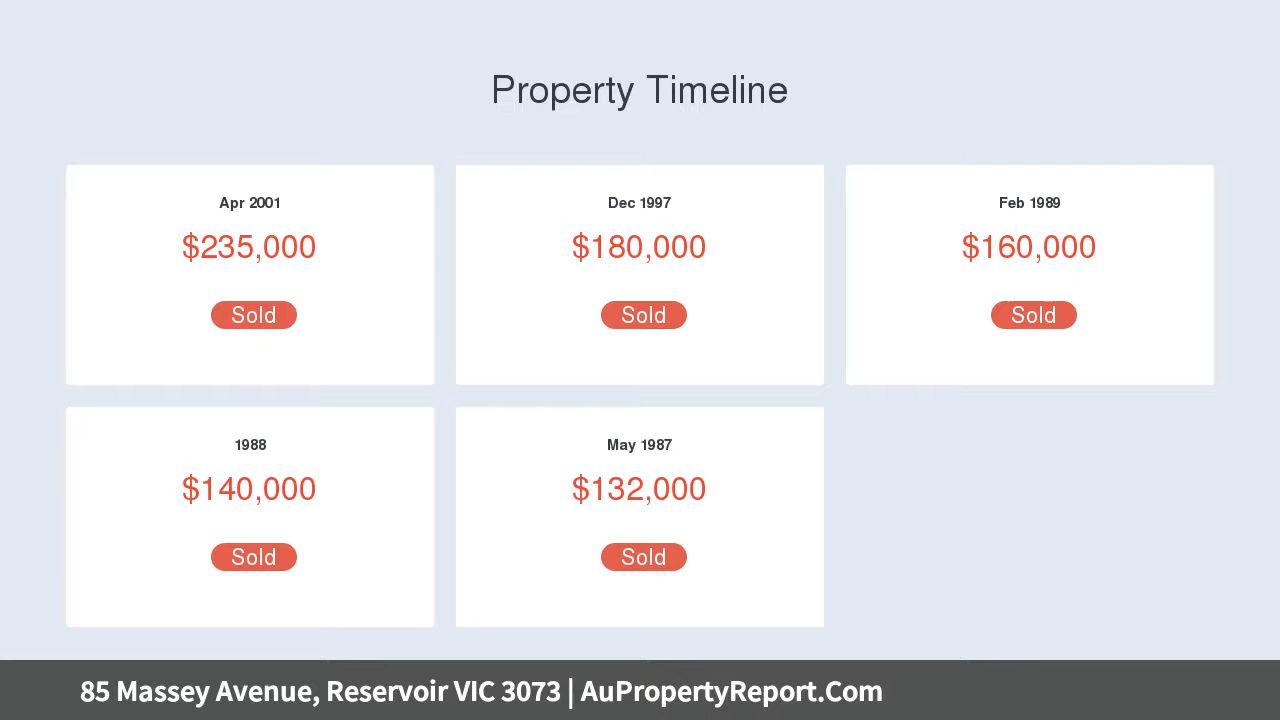 Property Timeline
Apr 2001
$235,000
Sold
Dec 1997
$180,000
Sold
Feb 1989
$160,000
Sold
1988
$140,000
Sold
May 1987
$132,000
Sold
85 Massey Avenue, Reservoir VIC 3073 | AuPropertyReport.Com